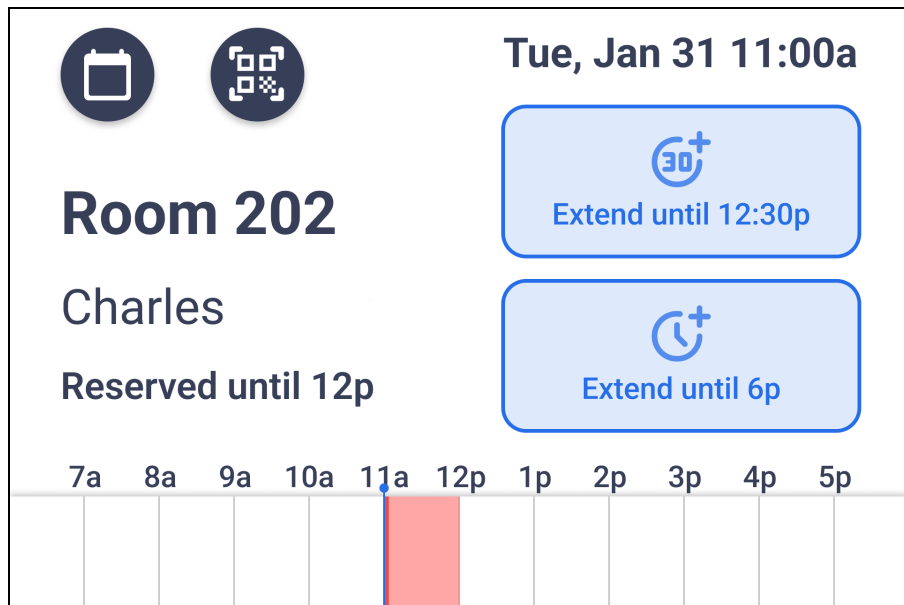 Tue, Jan 31 11:00a
30
Extend until 12:30p
Room 202
Charles
Reserved until 12p
Extend until 6p
7a 8a 9a 10a 11a 12p 1p 2p 3p 4p 5p